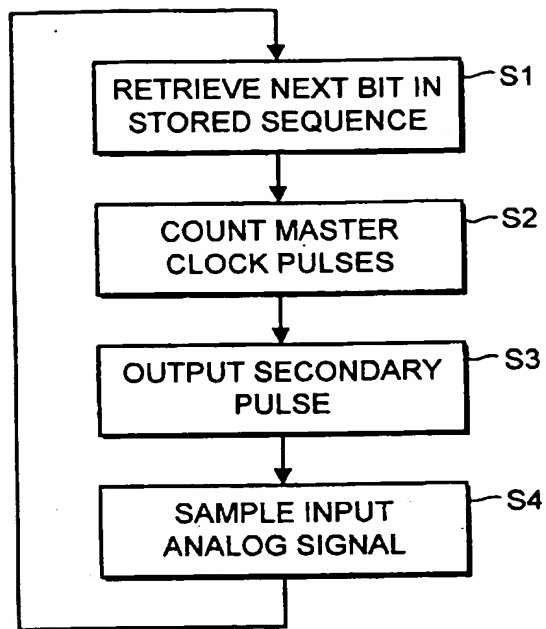 RETRIEVE NEXT BIT IN
STORED SEQUENCE
S1
COUNT MASTER
CLOCK PULSES
S2
OUTPUT SECONDARY
PULSE
S3
SAMPLE INPUT
ANALOG SIGNAL
S4